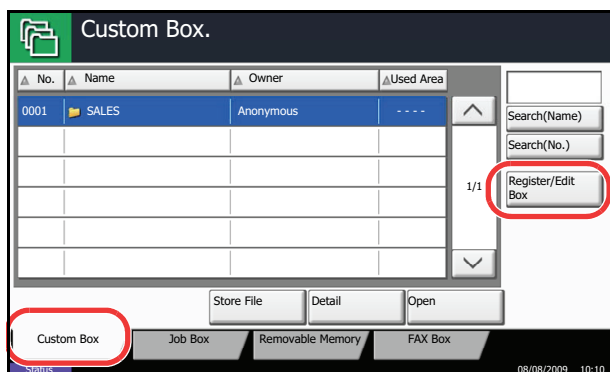 Custom Box.
No. Name Owner Used Area
0001 SALES Anonymous ----
Search(Name)
Search(No.)
1/1
Register/Edit
Box
Store File Detail Open
Custom Box Job Box Removable Memory FAX Box
Status 08/08/2009 10:10